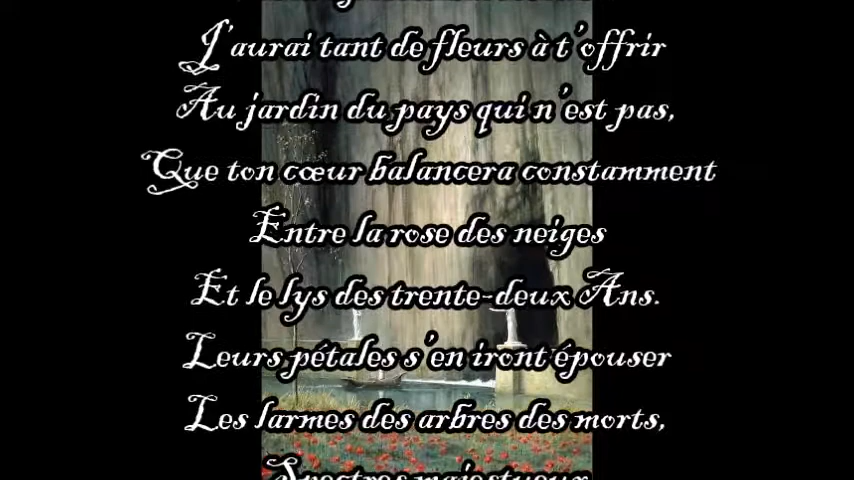 J'aurai tant de fleurs à t'offrir
Au jardin du pays qui n'est pas,
Que ton cœur balancera constamment
Entre la rose des neiges
Et le lys des trente-deux Ans.
Leurs pétales s'en iront épouser
Les larmes des arbres des morts,
Spectres majestueux